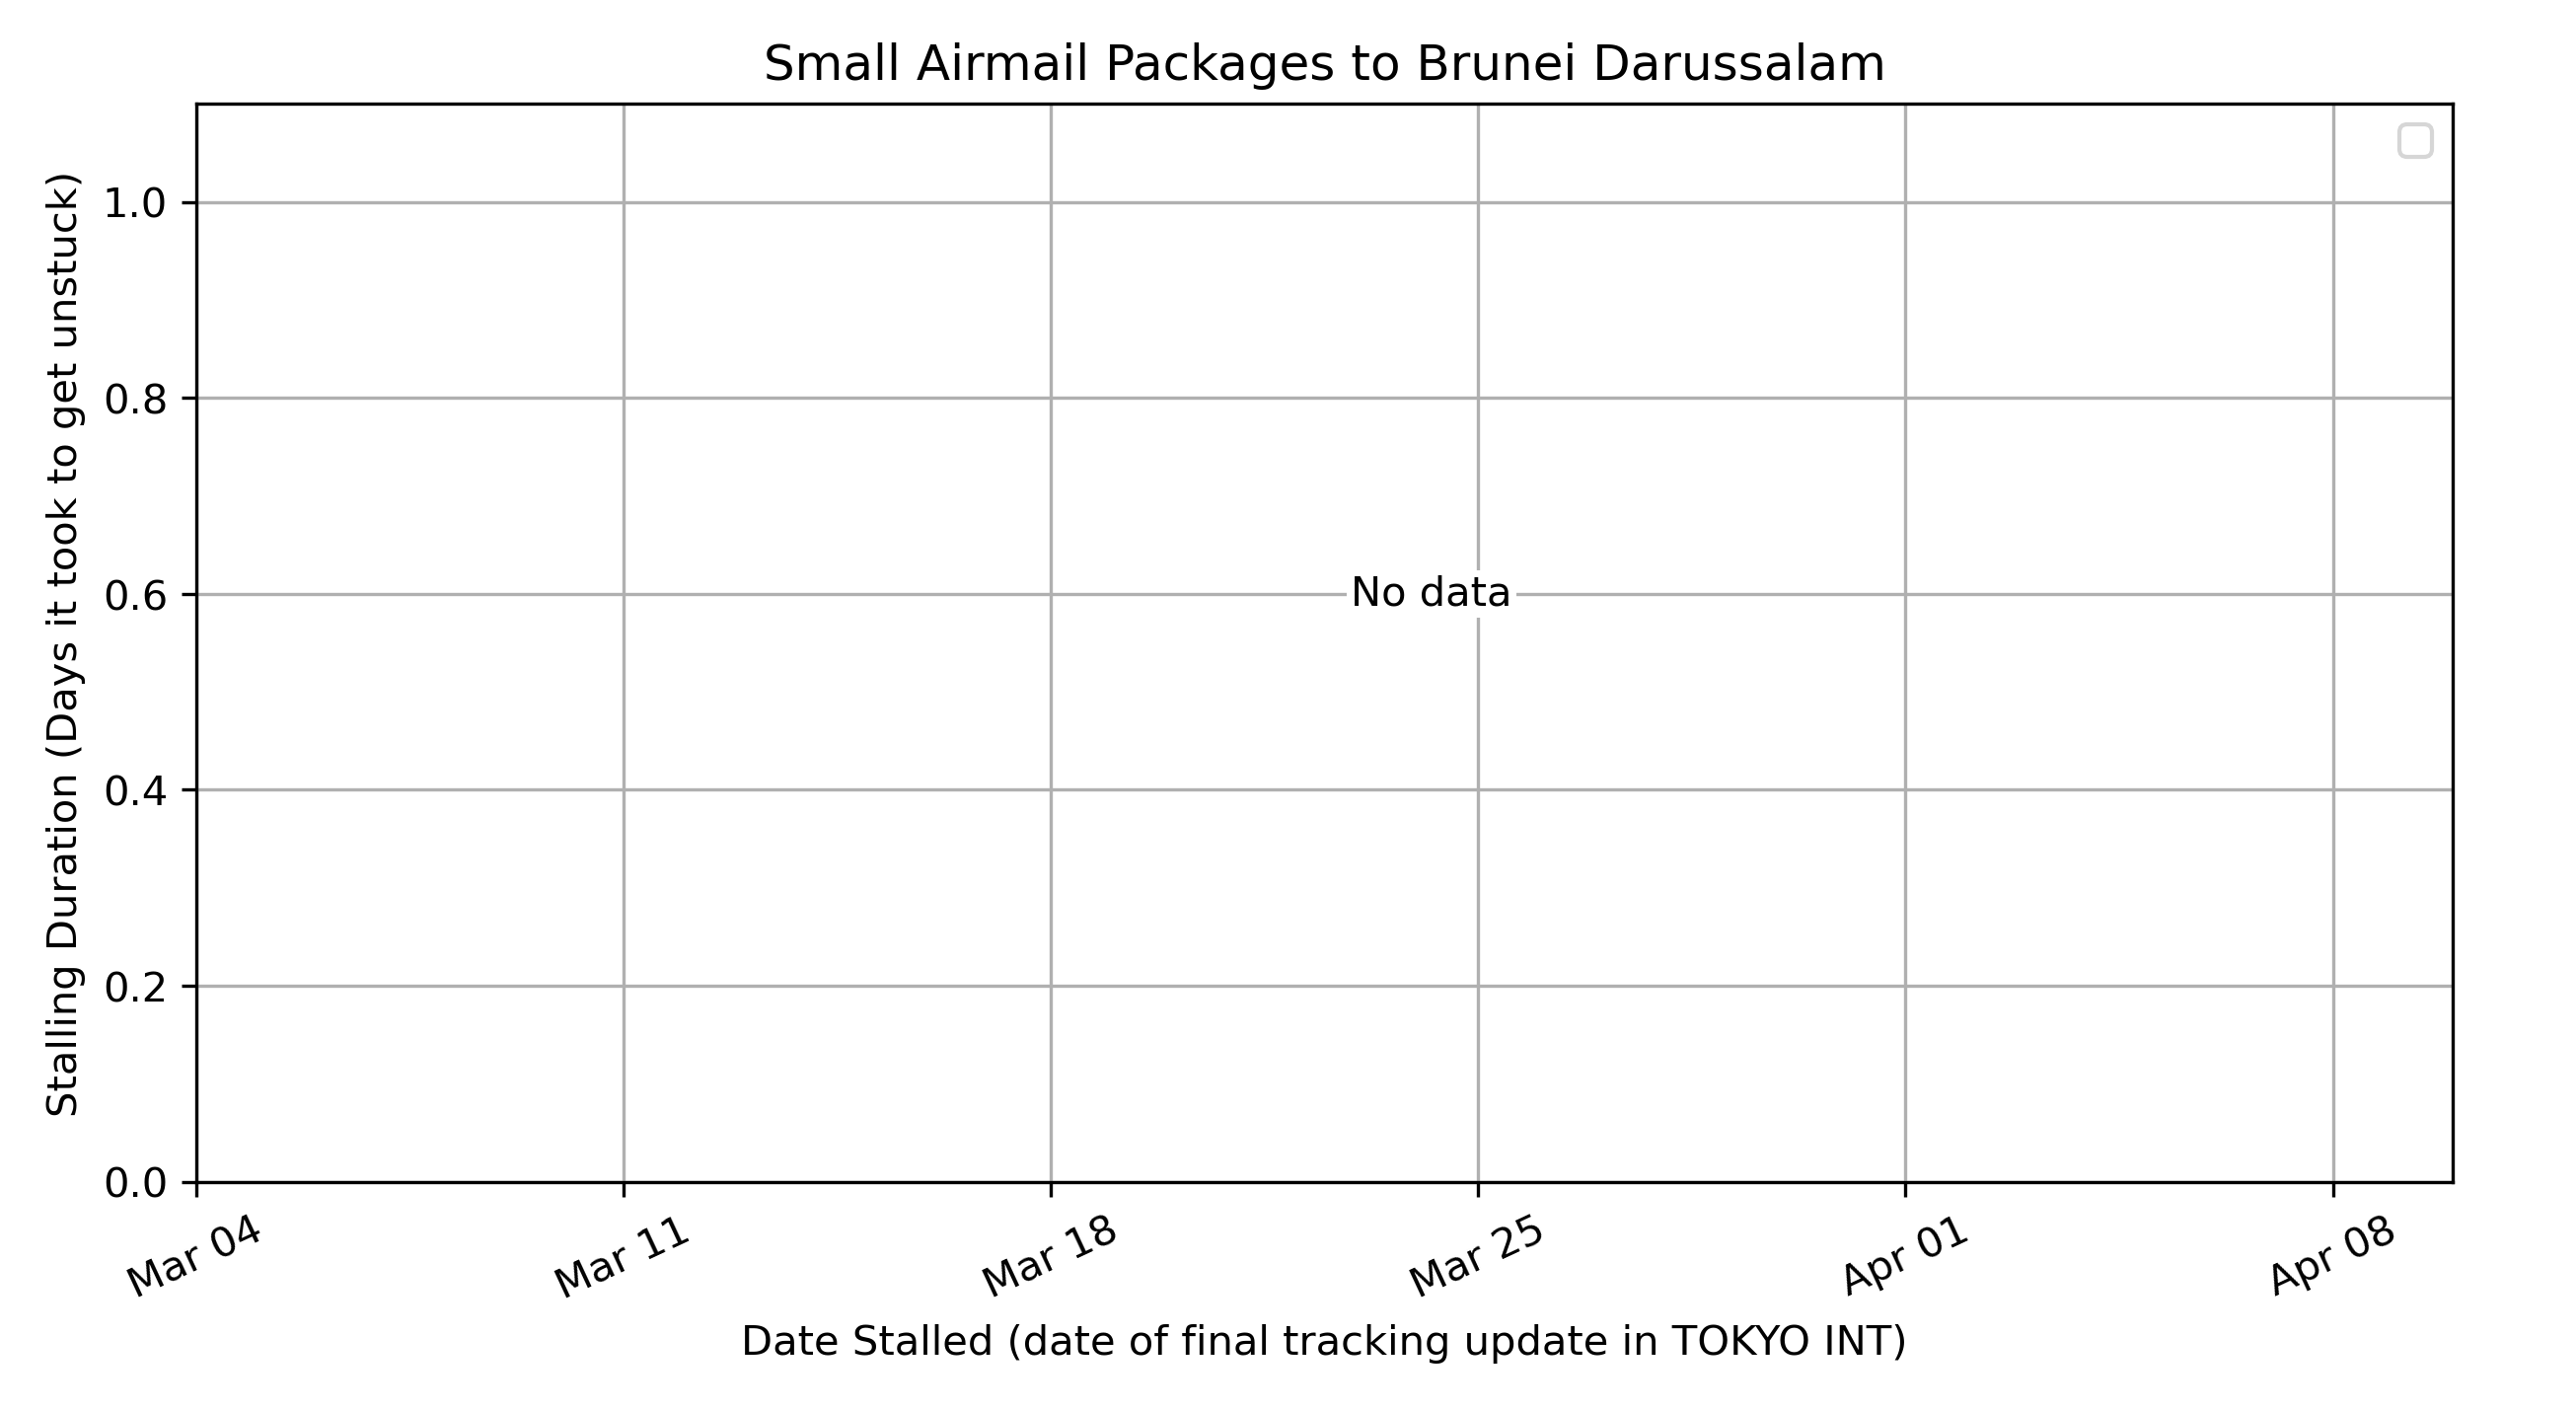 Small Airmail Packages to Brunei Darussalam
Stalling Duration (Days it took to get unstuck)
1.0
0.8
0.6
0.4
0.2
0.0
No data
Mar 04
Mar 11
Mar 18
Mar 25
Apr 01
Apr 08
Date Stalled (date of final tracking update in TOKYO INT)